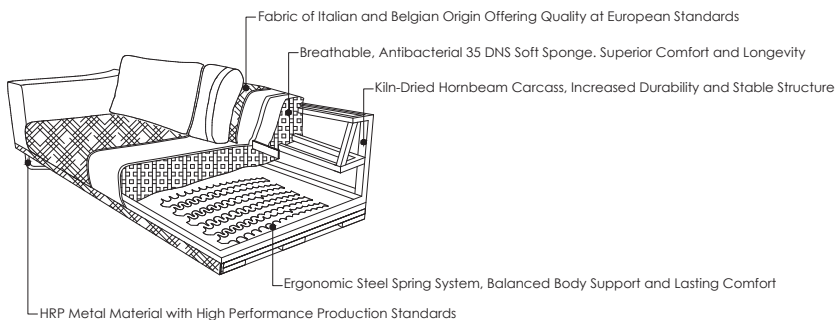 Fabric of Italian and Belgian Origin Offering Quality at European Standards
Breathable, Antibacterial 35 DNS Soft Sponge. Superior Comfort and Longevity
Kiln-Dried Hornbeam Carcass, Increased Durability and Stable Structure
Ergonomic Steel Spring System, Balanced Body Support and Lasting Comfort
HRP Metal Material with High Performance Production Standards